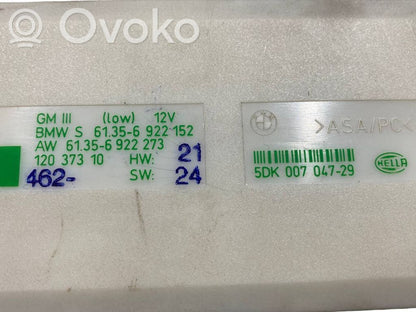 OVOKO
GM III (low) 12V
BMW S 61.35-6 922 152
AW 61.35-6 922 273
120 373 10 HW: 21
462- SW: 24
>ASA/PC<
5DK 007 047-29
HELLA